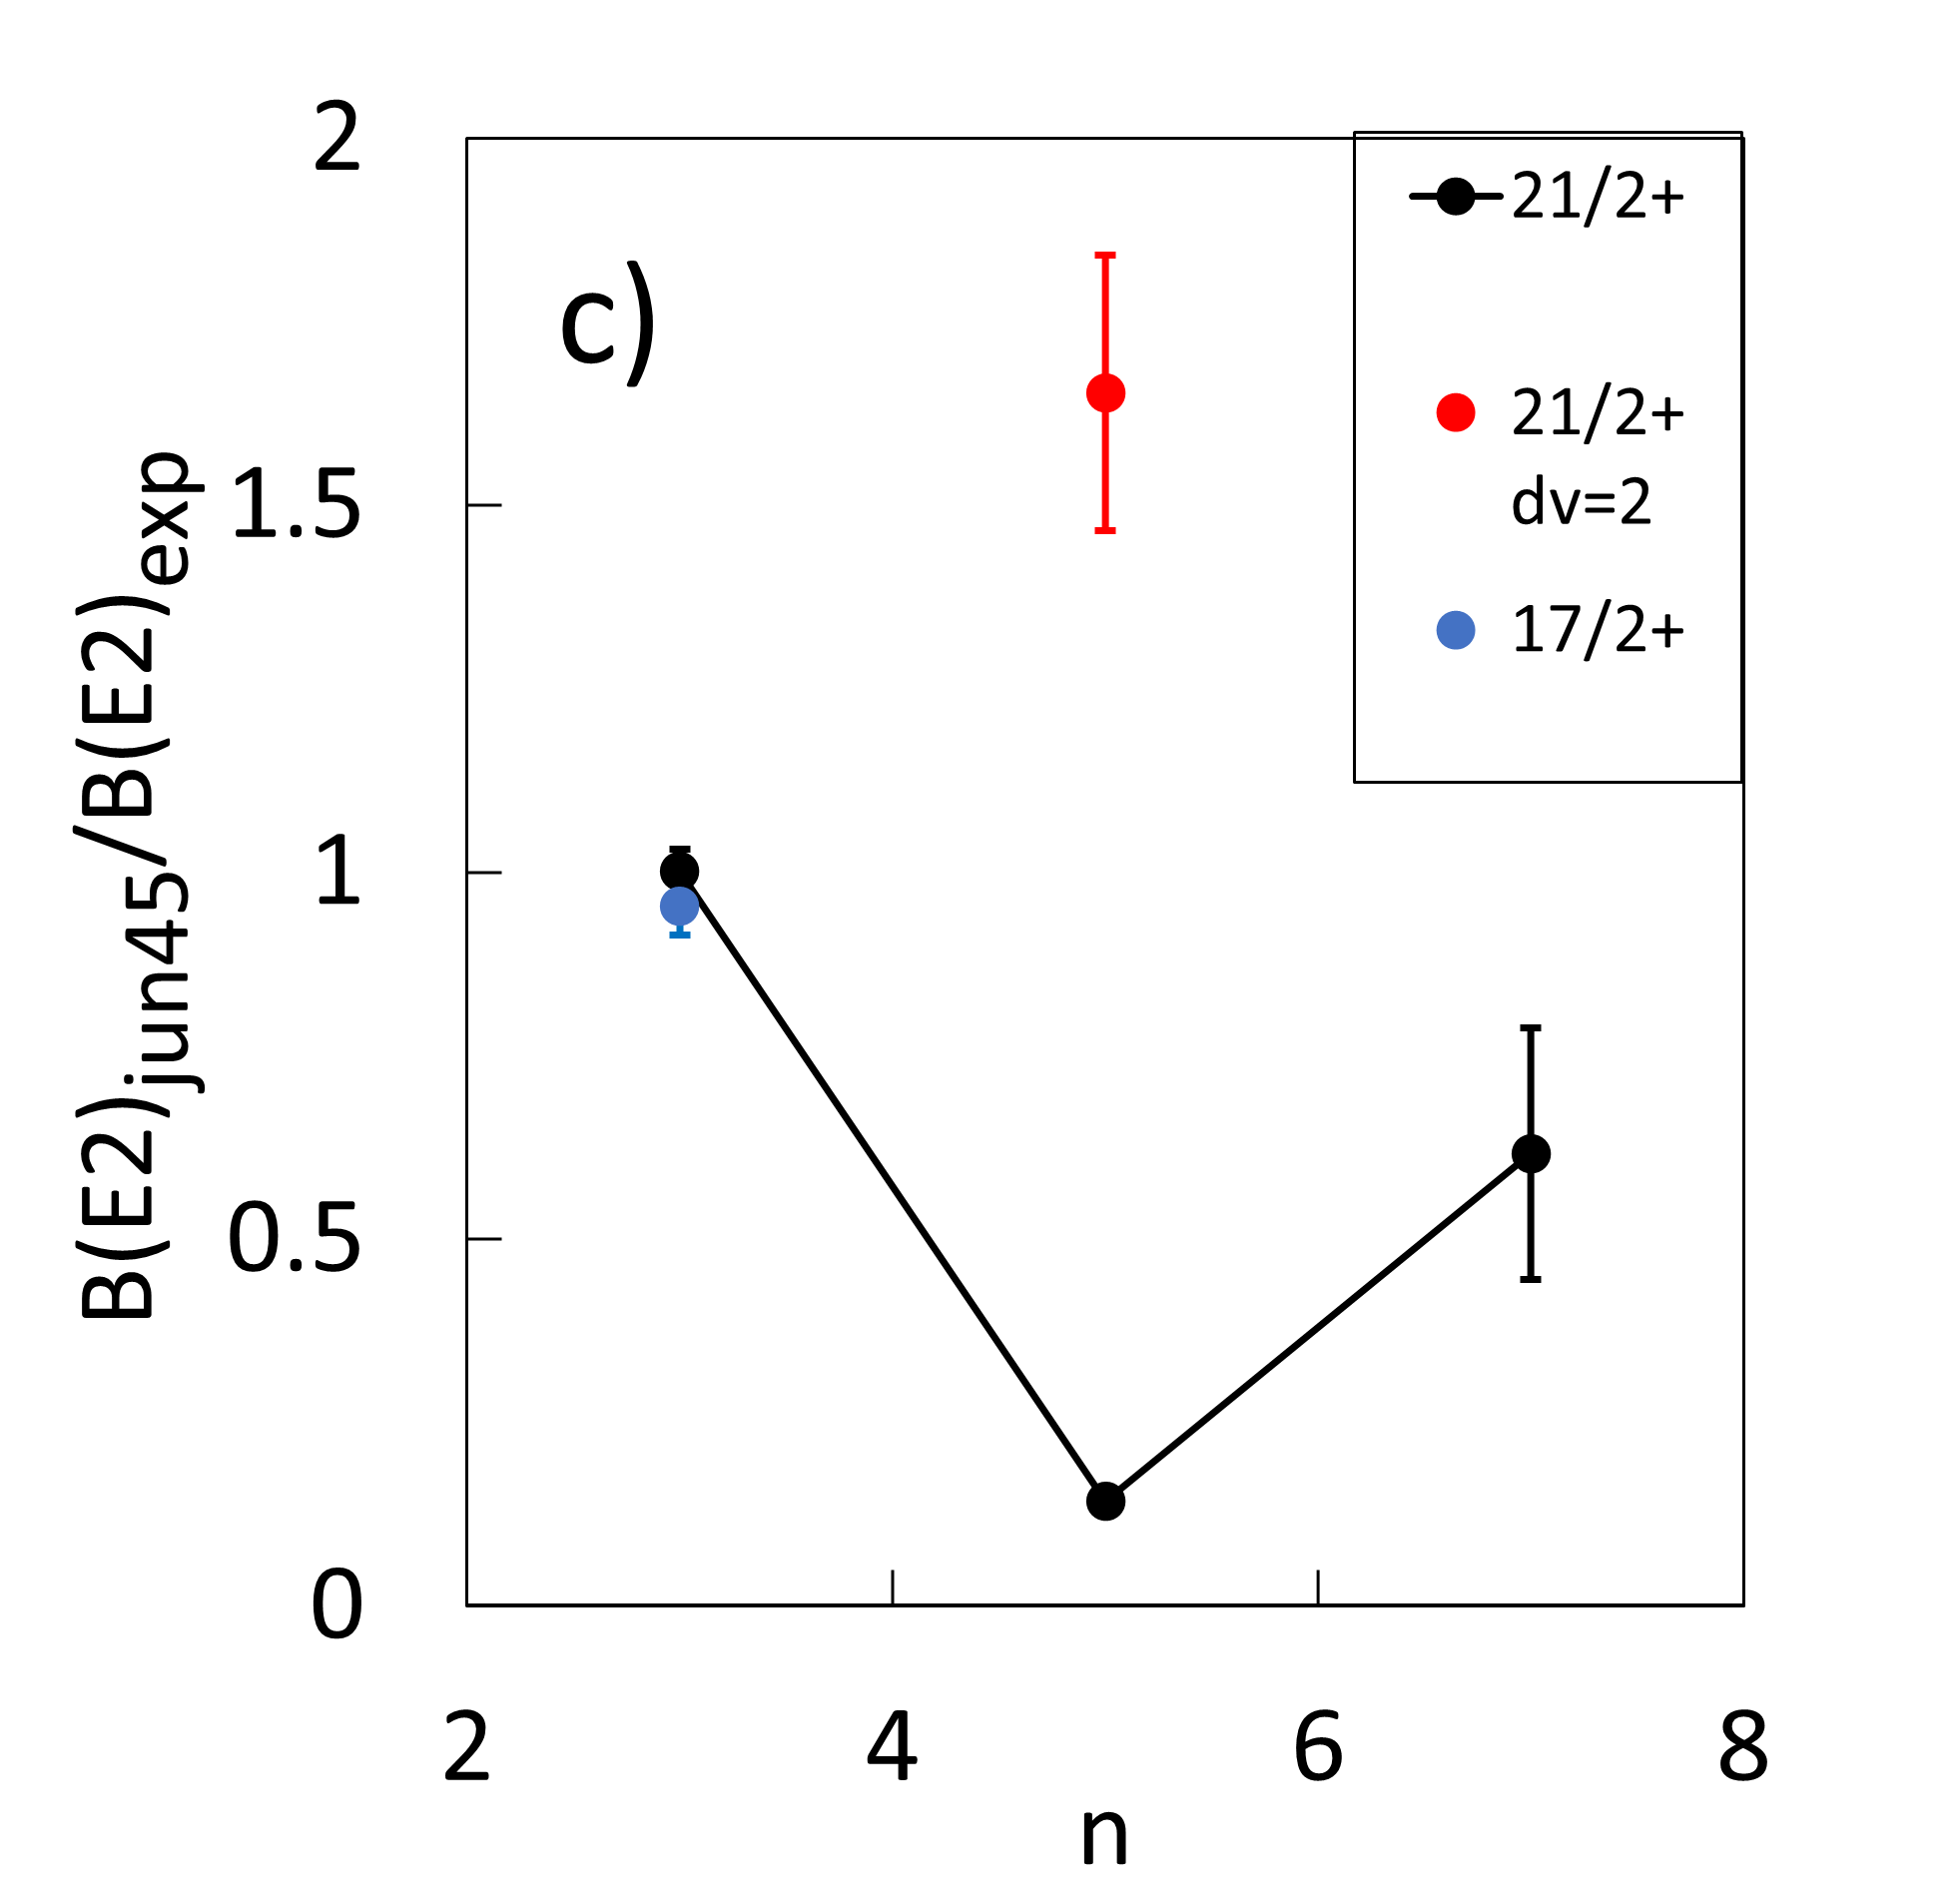 2
c)
21/2+
21/2+
dv=2
17/2+
1.5
1
0.5
0
B(E2)jun45/B(E2)exp
2 4 6 8
n